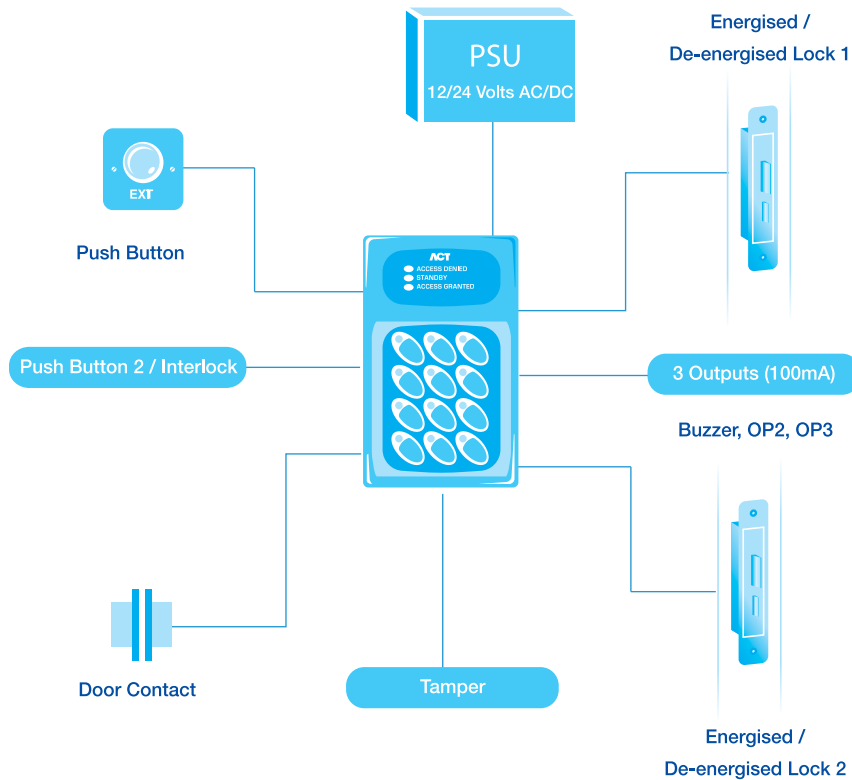 Energised /
De-energised Lock 1
PSU
12/24 Volts AC/DC
EXT
Push Button
ACT
ACCESS DENIED
STANDBY
ACCESS GRANTED
Push Button 2 / Interlock
3 Outputs (100mA)
Buzzer, OP2, OP3
Door Contact
Tamper
Energised /
De-energised Lock 2